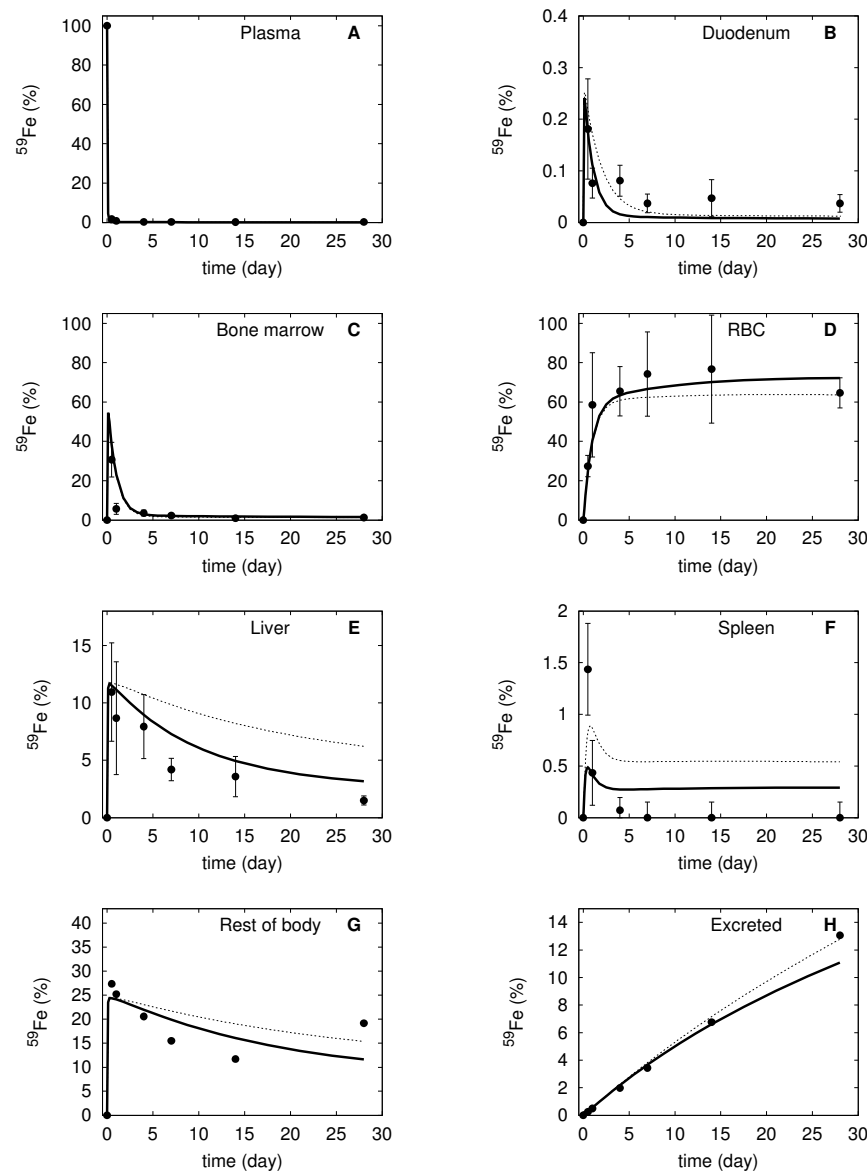 Plasma A
100
80
60
40
20
0
⁵⁹Fe (%)
0 5 10 15 20 25 30
time (day)
Duodenum B
0.4
0.3
0.2
0.1
0
⁵⁹Fe (%)
0 5 10 15 20 25 30
time (day)
Bone marrow C
100
80
60
40
20
0
⁵⁹Fe (%)
0 5 10 15 20 25 30
time (day)
RBC D
100
80
60
40
20
0
⁵⁹Fe (%)
0 5 10 15 20 25 30
time (day)
Liver E
15
10
5
0
⁵⁹Fe (%)
0 5 10 15 20 25 30
time (day)
Spleen F
2
1.5
1
0.5
0
⁵⁹Fe (%)
0 5 10 15 20 25 30
time (day)
Rest of body G
40
35
30
25
20
15
10
5
0
⁵⁹Fe (%)
0 5 10 15 20 25 30
time (day)
Excreted H
14
12
10
8
6
4
2
0
⁵⁹Fe (%)
0 5 10 15 20 25 30
time (day)